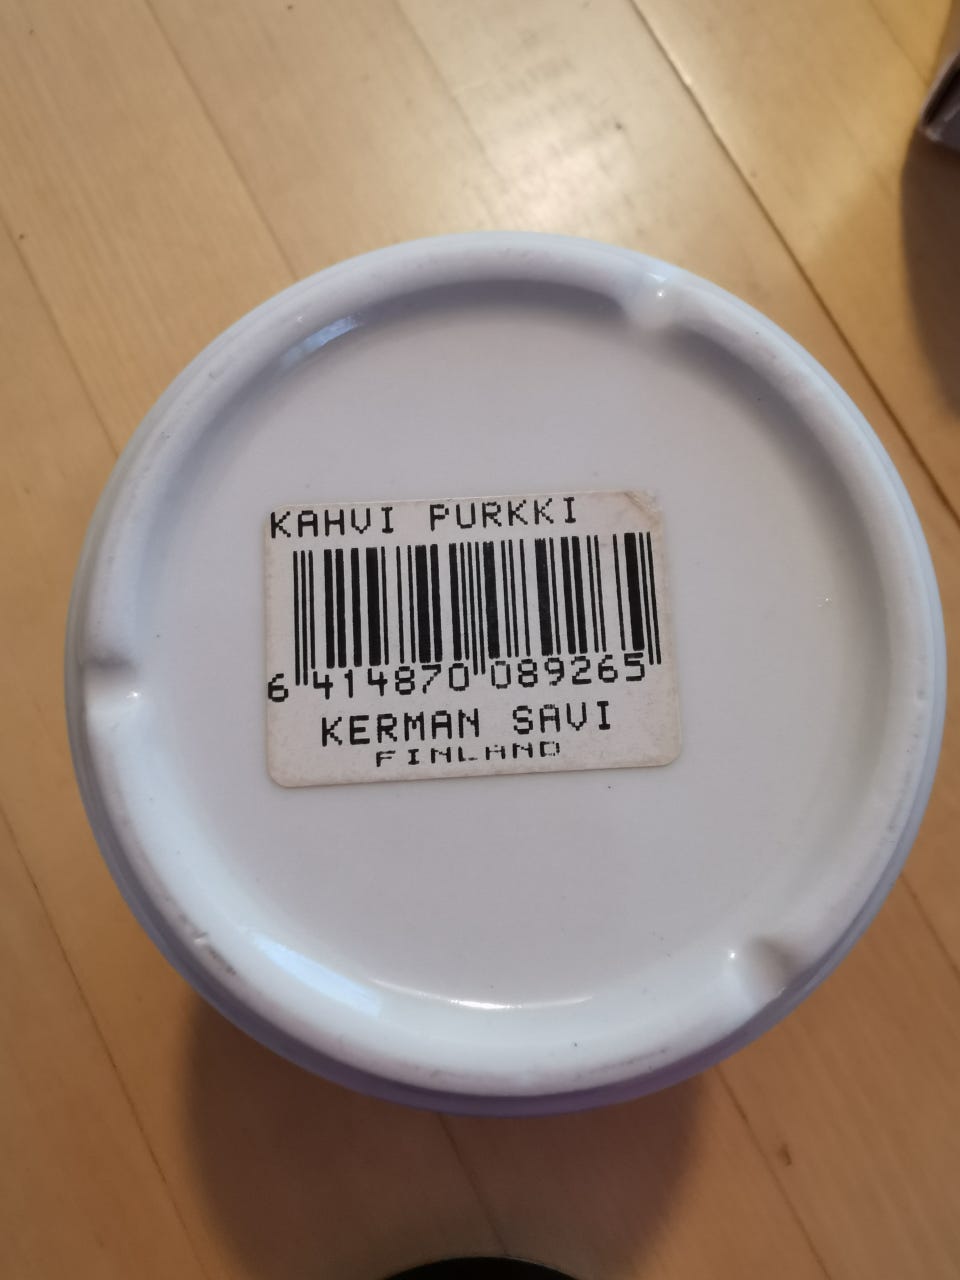 KAHVI PURKKI
6 414870 089265
KERMAN SAVI
FINLAND